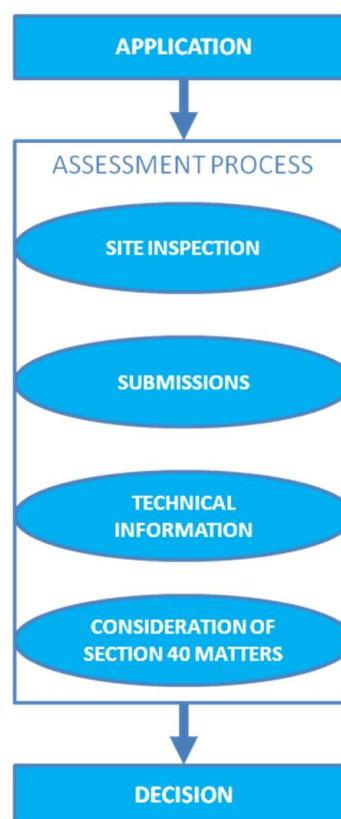 APPLICATION
ASSESSMENT PROCESS
SITE INSPECTION
SUBMISSIONS
TECHNICAL
INFORMATION
CONSIDERATION OF
SECTION 40 MATTERS
DECISION